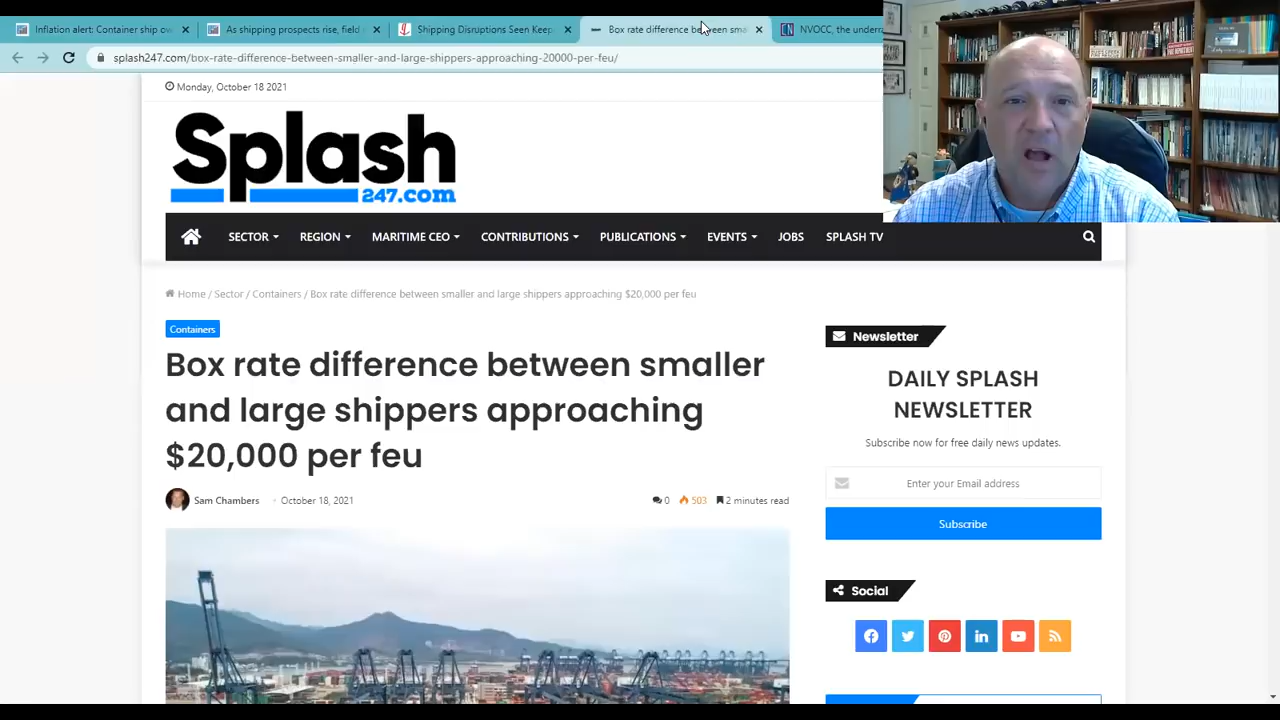 Inflation alert: Container ship ow
As shipping prospects rise, field
Shipping Disruptions Seen Keep
Box rate difference between sma
NVOCC, the underra
splash247.com/box-rate-difference-between-smaller-and-large-shippers-approaching-20000-per-feu/
Monday, October 18 2021
Splash
247.com
SECTOR REGION MARITIME CEO CONTRIBUTIONS PUBLICATIONS EVENTS JOBS SPLASH TV
Home / Sector / Containers / Box rate difference between smaller and large shippers approaching $20,000 per feu
Containers
Box rate difference between smaller
and large shippers approaching
$20,000 per feu
Sam Chambers October 18, 2021 0 503 2 minutes read
Newsletter
DAILY SPLASH
NEWSLETTER
Subscribe now for free daily news updates.
Enter your Email address
Subscribe
Social